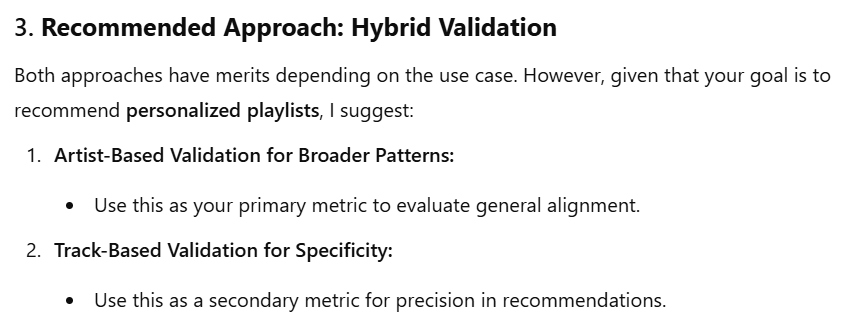 3. Recommended Approach: Hybrid Validation
Both approaches have merits depending on the use case. However, given that your goal is to
recommend personalized playlists, I suggest:
1. Artist-Based Validation for Broader Patterns:
• Use this as your primary metric to evaluate general alignment.
2. Track-Based Validation for Specificity:
• Use this as a secondary metric for precision in recommendations.